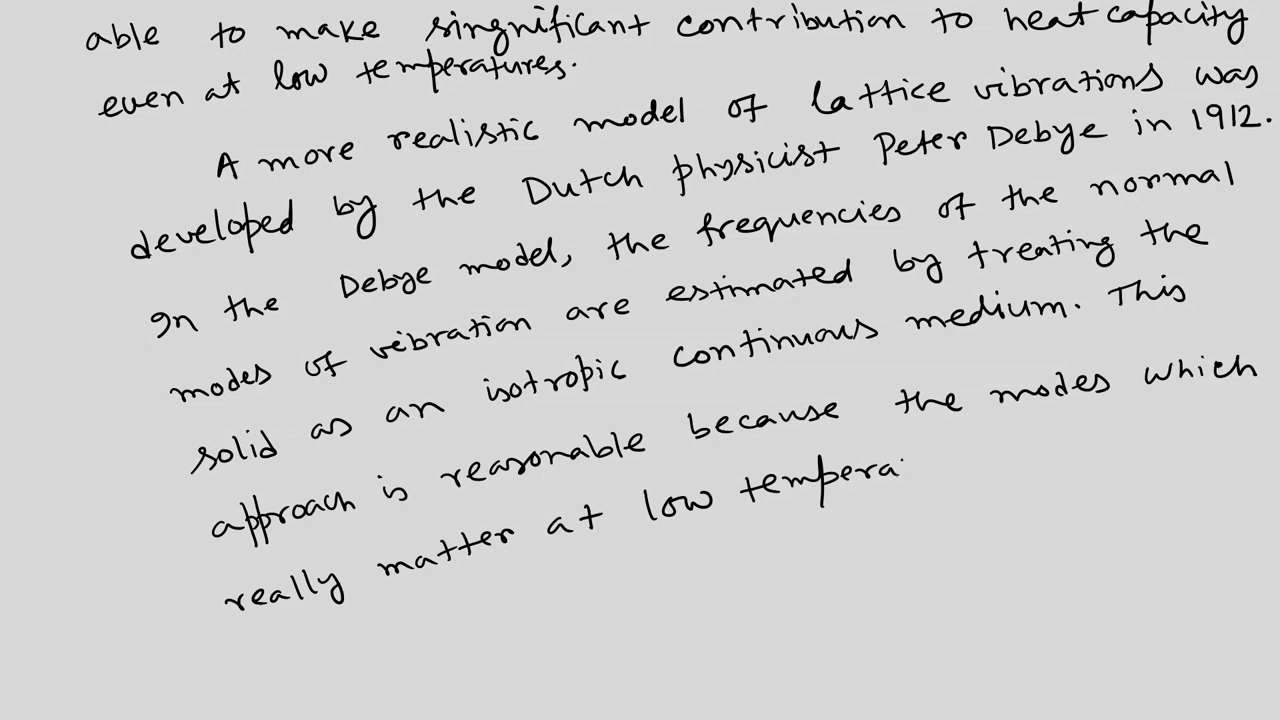 able to make singnificant contribution to heat capacity
even at low temperatures.
A more realistic model of lattice vibrations was
developed by the Dutch physicist Peter Debye in 1912.
In the Debye model, the frequencies of the normal
modes of vibration are estimated by treating the
solid as an isotropic continuous medium. This
approach is reasonable because the modes which
really matter at low tempera